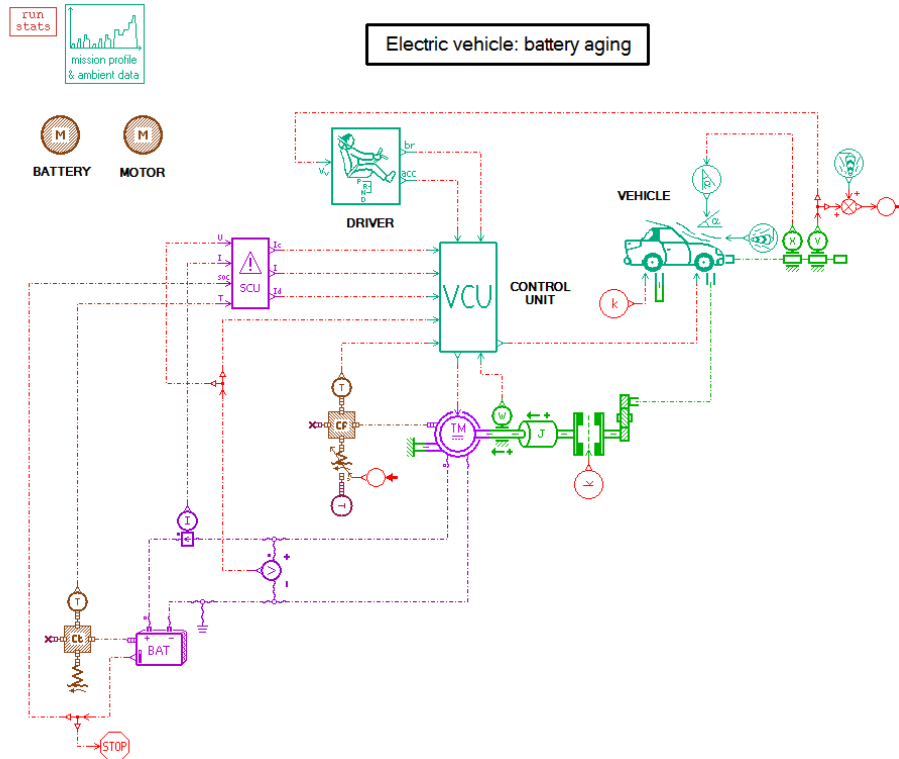 run
stats
mission profile
& ambient data
Electric vehicle: battery aging
M
BATTERY
M
MOTOR
br
acc
Vv
P
R
N
D
DRIVER
VEHICLE
α
α
X
V
+
+
U
I
soc
T
SCU
Ic
I
Id
VCU
CONTROL
UNIT
k
T
Cf
T
TM
W
+
J
+
k
I
V
+
-
T
Ct
+ -
BAT
STOP